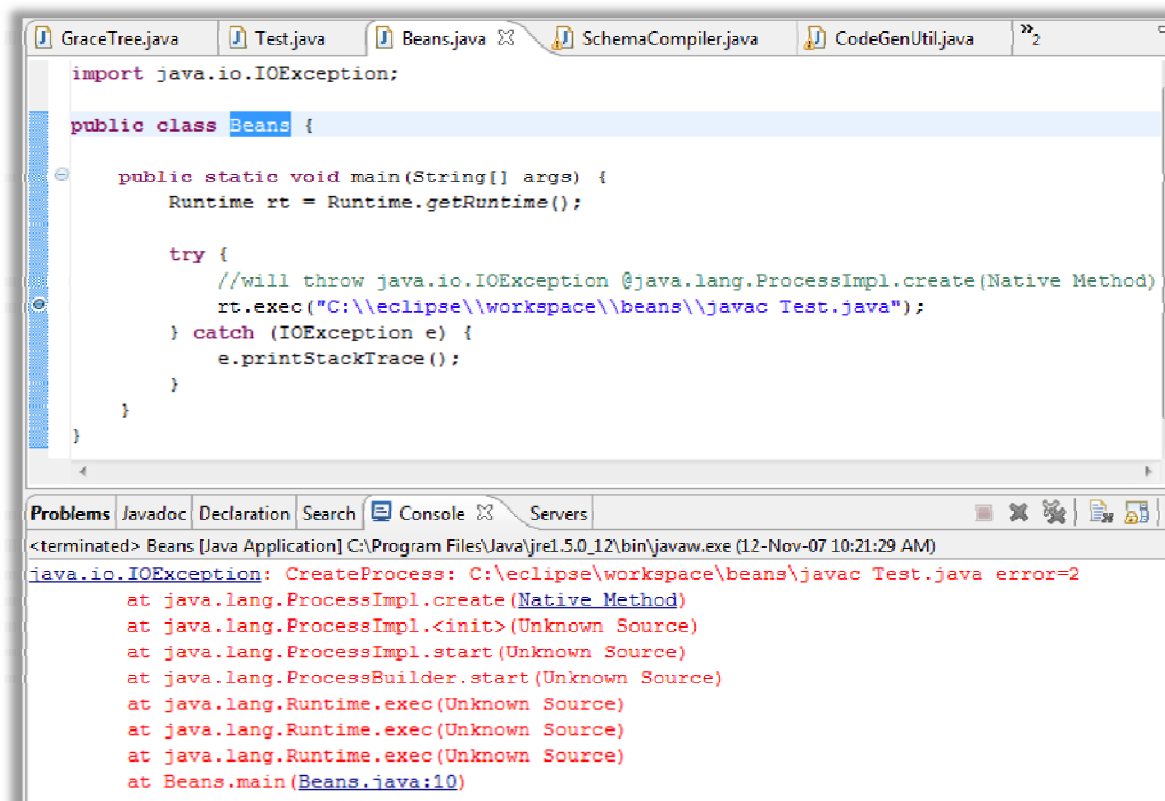 GraceTree.java Test.java Beans.java SchemaCompiler.java CodeGenUtil.java »2
import java.io.IOException;
public class Beans {
public static void main(String[] args) {
Runtime rt = Runtime.getRuntime();
try {
//will throw java.io.IOException @java.lang.ProcessImpl.create(Native Method)
rt.exec("C:\\eclipse\\workspace\\beans\\javac Test.java");
} catch (IOException e) {
e.printStackTrace();
}
}
}
Problems Javadoc Declaration Search Console Servers
<terminated> Beans [Java Application] C:\Program Files\Java\jre1.5.0_12\bin\javaw.exe (12-Nov-07 10:21:29 AM)
java.io.IOException: CreateProcess: C:\eclipse\workspace\beans\javac Test.java error=2
at java.lang.ProcessImpl.create(Native Method)
at java.lang.ProcessImpl.<init>(Unknown Source)
at java.lang.ProcessImpl.start(Unknown Source)
at java.lang.ProcessBuilder.start(Unknown Source)
at java.lang.Runtime.exec(Unknown Source)
at java.lang.Runtime.exec(Unknown Source)
at java.lang.Runtime.exec(Unknown Source)
at Beans.main(Beans.java:10)